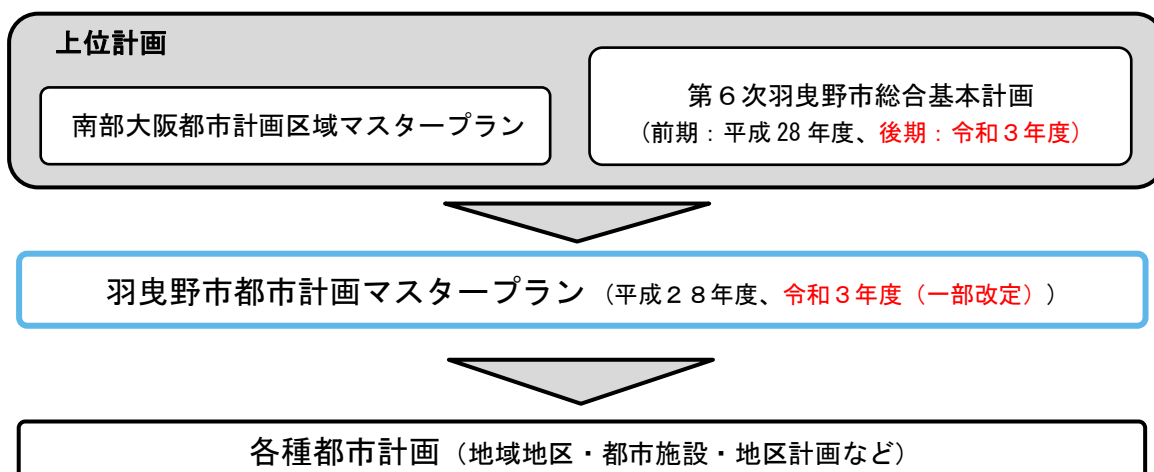 上位計画
南部大阪都市計画区域マスタープラン
第６次羽曳野市総合基本計画
（前期：平成 28 年度、後期：令和３年度）
羽曳野市都市計画マスタープラン（平成２８年度、令和３年度（一部改定））
各種都市計画（地域地区・都市施設・地区計画など）